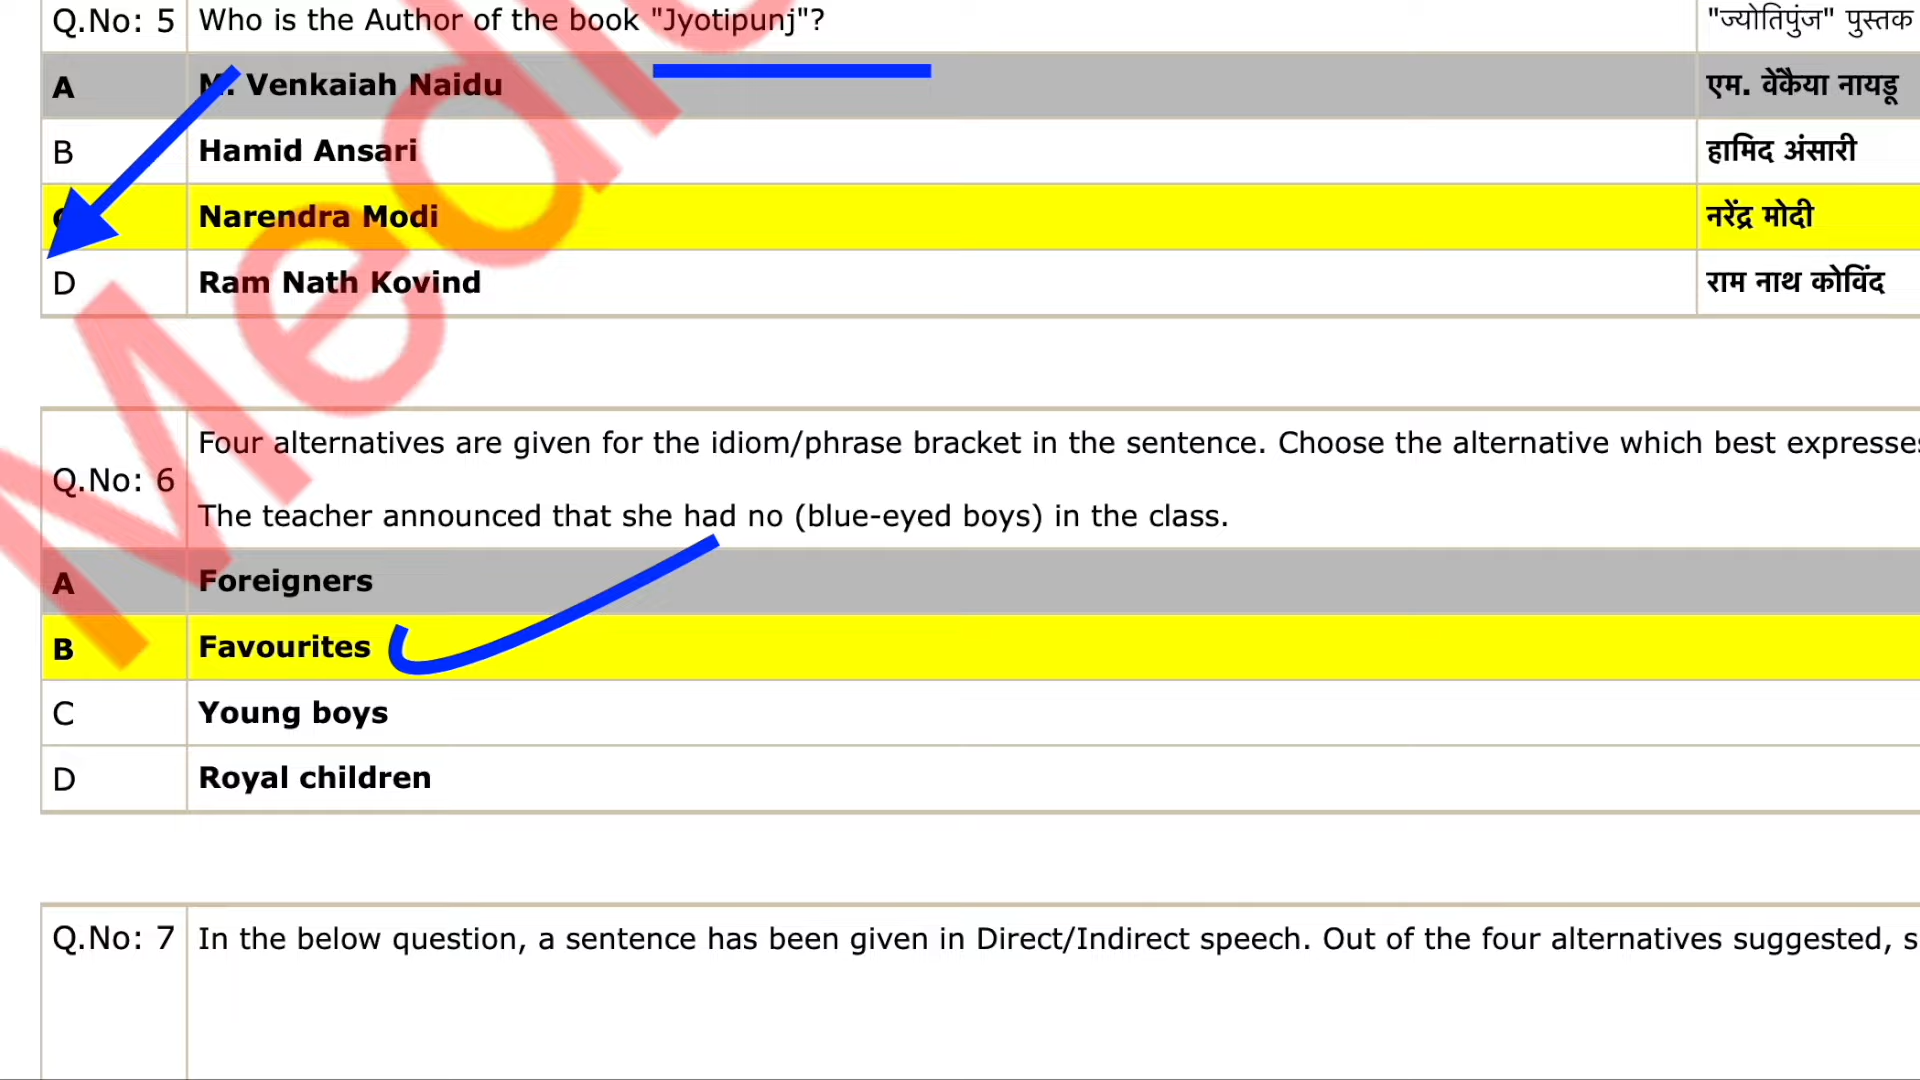 Q.No: 5 Who is the Author of the book "Jyotipunj"? "ज्योतिपुंज" पुस्तक
A M. Venkaiah Naidu एम. वेंकैया नायडू
B Hamid Ansari हामिद अंसारी
C Narendra Modi नरेंद्र मोदी
D Ram Nath Kovind राम नाथ कोविंद
Four alternatives are given for the idiom/phrase bracket in the sentence. Choose the alternative which best expresses
Q.No: 6
The teacher announced that she had no (blue-eyed boys) in the class.
A Foreigners
B Favourites
C Young boys
D Royal children
Q.No: 7 In the below question, a sentence has been given in Direct/Indirect speech. Out of the four alternatives suggested, s
Medi